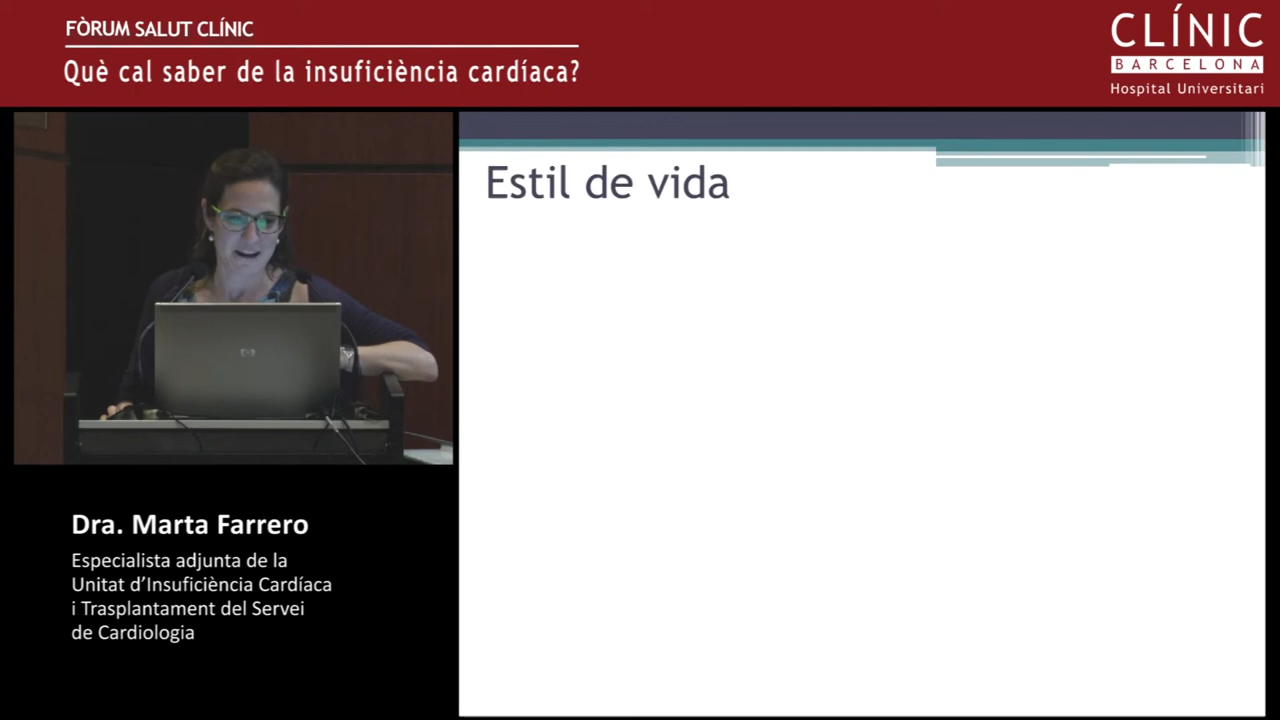 FÒRUM SALUT CLÍNIC
Què cal saber de la insuficiència cardíaca?
CLÍNIC
BARCELONA
Hospital Universitari
Estil de vida
hp
Dra. Marta Farrero
Especialista adjunta de la
Unitat d’Insuficiència Cardíaca
i Trasplantament del Servei
de Cardiologia